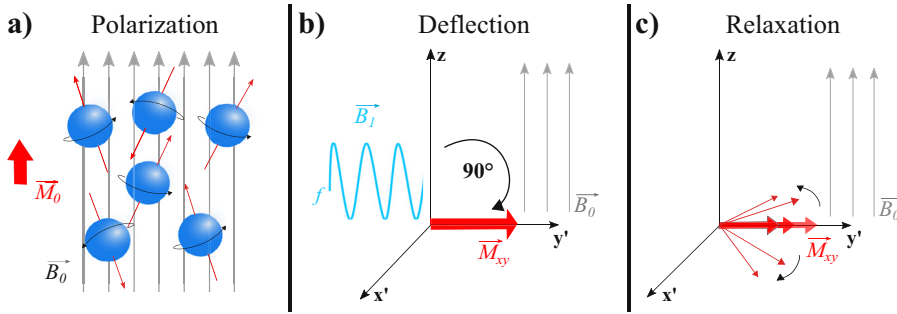 a) Polarization
M₀
B₀
b) Deflection
z
B₁
f
90°
B₀
y'
Mxy
x'
c) Relaxation
z
B₀
y'
Mxy
x'